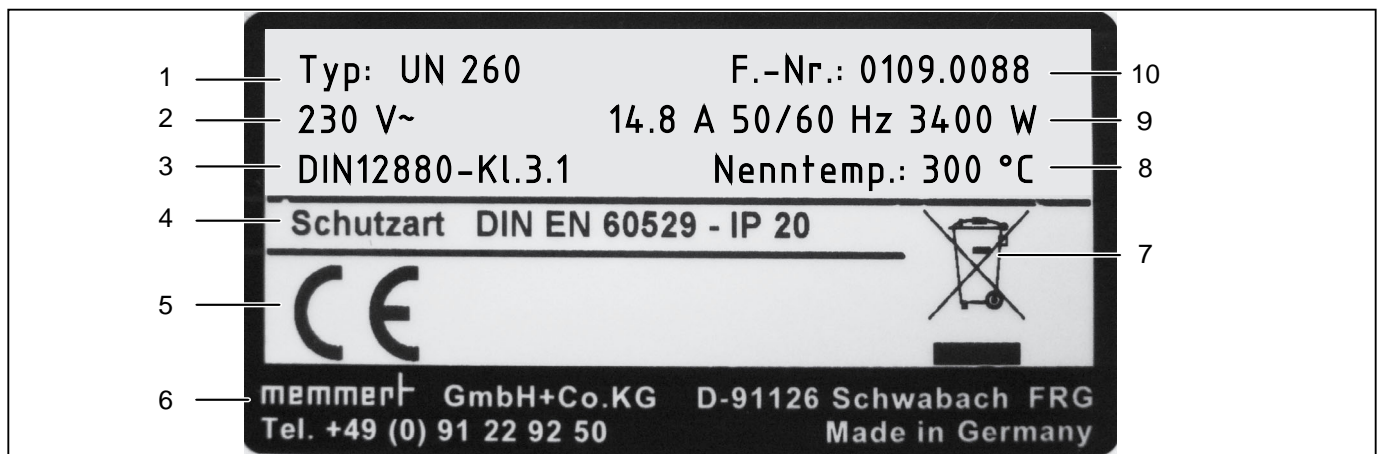 1 Typ: UN 260 F.-Nr.: 0109.0088 10
2 230 V~ 14.8 A 50/60 Hz 3400 W 9
3 DIN12880-Kl.3.1 Nenntemp.: 300 °C 8
4 Schutzart DIN EN 60529 - IP 20
7
5 CE
6 memmert GmbH+Co.KG D-91126 Schwabach FRG
Tel. +49 (0) 91 22 92 50 Made in Germany